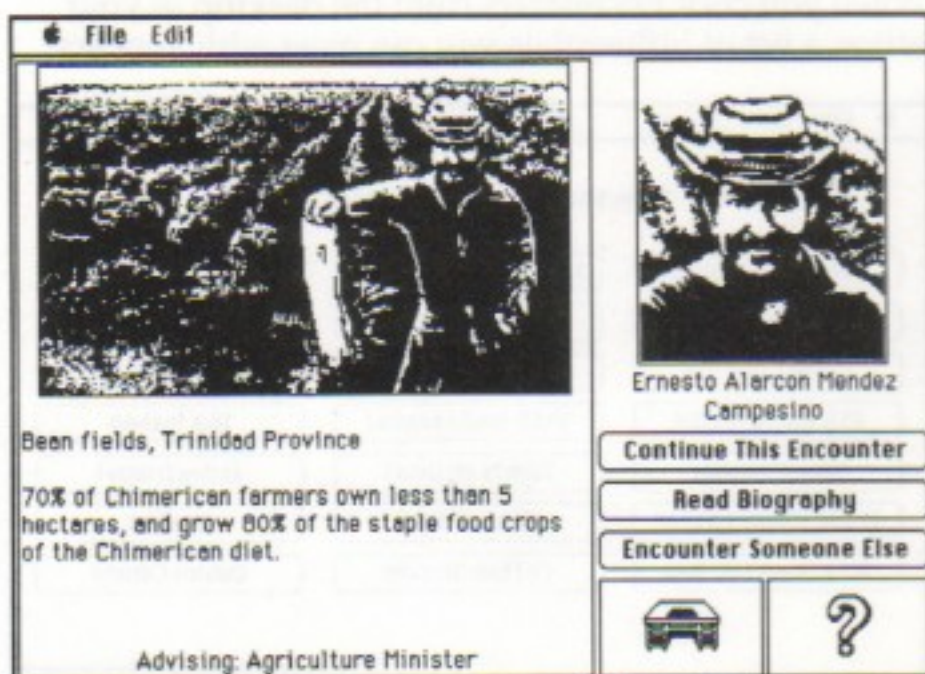 File Edit
Bean fields, Trinidad Province
70% of Chimerican farmers own less than 5
hectares, and grow 80% of the staple food crops
of the Chimerican diet.
Advising: Agriculture Minister
Ernesto Alarcon Mendez
Campesino
Continue This Encounter
Read Biography
Encounter Someone Else
?